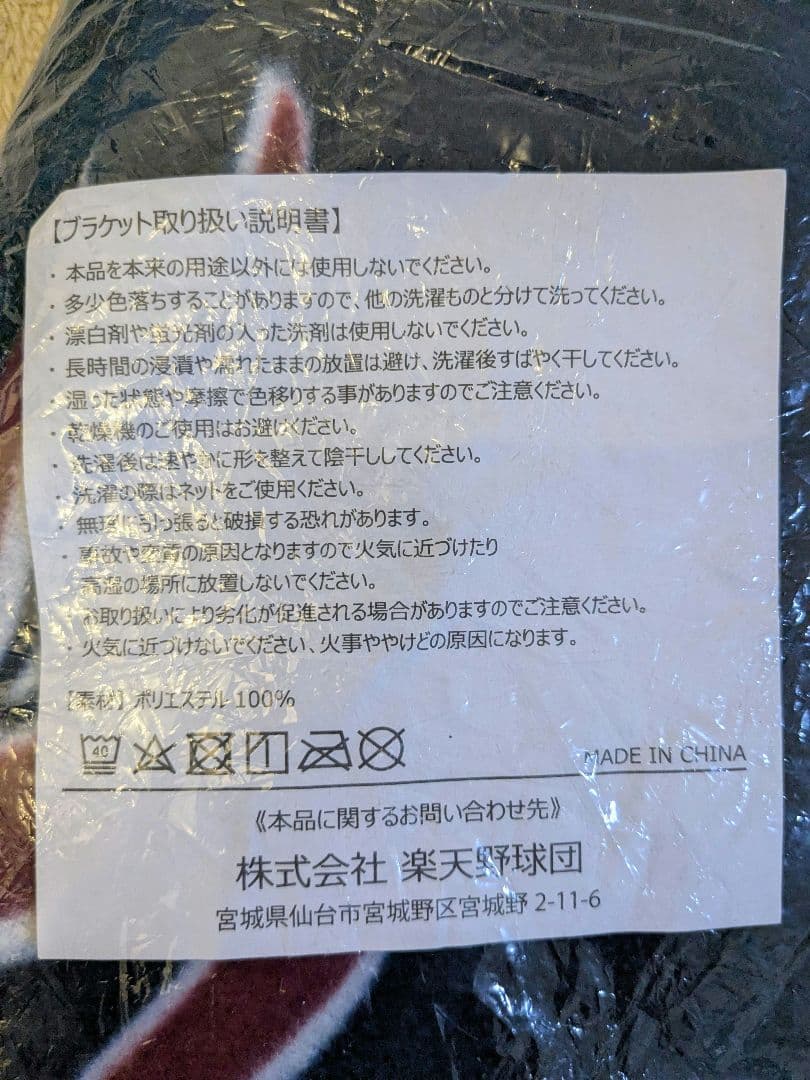 【ブラケット取り扱い説明書】
・本品を本来の用途以外には使用しないでください。
・多少色落ちすることがありますので、他の洗濯ものと分けて洗ってください。
・漂白剤や蛍光剤の入った洗剤は使用しないでください。
・長時間の浸漬や濡れたままの放置は避け、洗濯後すばやく干してください。
・湿った状態や摩擦で色移りする事がありますのでご注意ください。
・乾燥機のご使用はお避けください。
・洗濯後は速やかに形を整えて陰干ししてください。
・洗濯の際はネットをご使用ください。
・無理に引っ張ると破損する恐れがあります。
・事故や変質の原因となりますので火気に近づけたり
高湿の場所に放置しないでください。
お取り扱いにより劣化が促進される場合がありますのでご注意ください。
・火気に近づけないでください、火事ややけどの原因になります。
【素材】ポリエステル100%
40
MADE IN CHINA
《本品に関するお問い合わせ先》
株式会社 楽天野球団
宮城県仙台市宮城野区宮城野 2-11-6